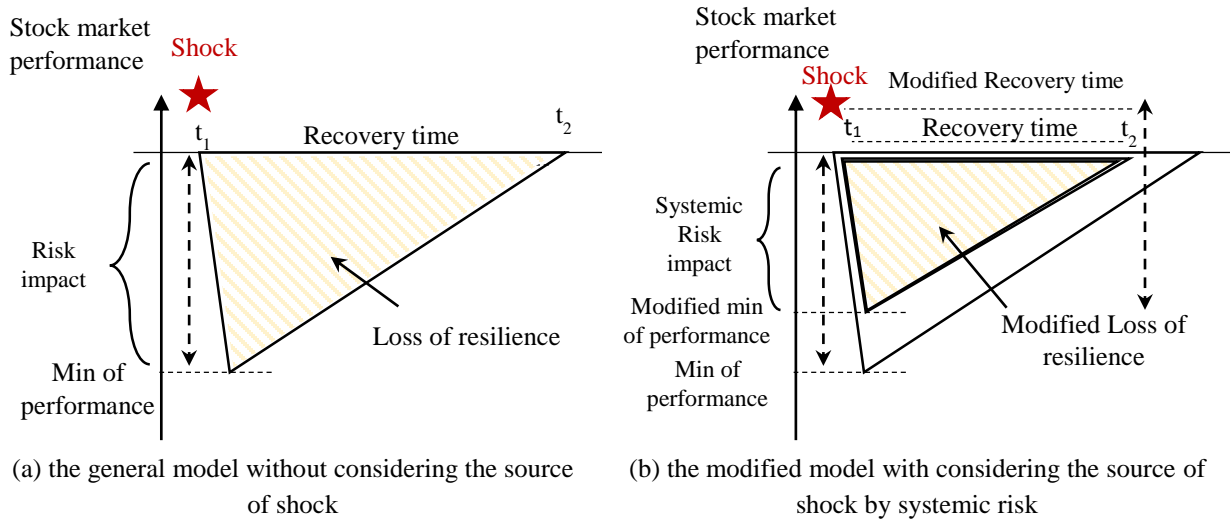 Stock market
performance
Shock
t1
Recovery time
t2
Risk
impact
Loss of resilience
Min of
performance
(a) the general model without considering the source
of shock
Stock market
performance
Shock
Modified Recovery time
t1
Recovery time
t2
Systemic
Risk
impact
Modified min
of performance
Modified Loss of
resilience
Min of
performance
(b) the modified model with considering the source of
shock by systemic risk